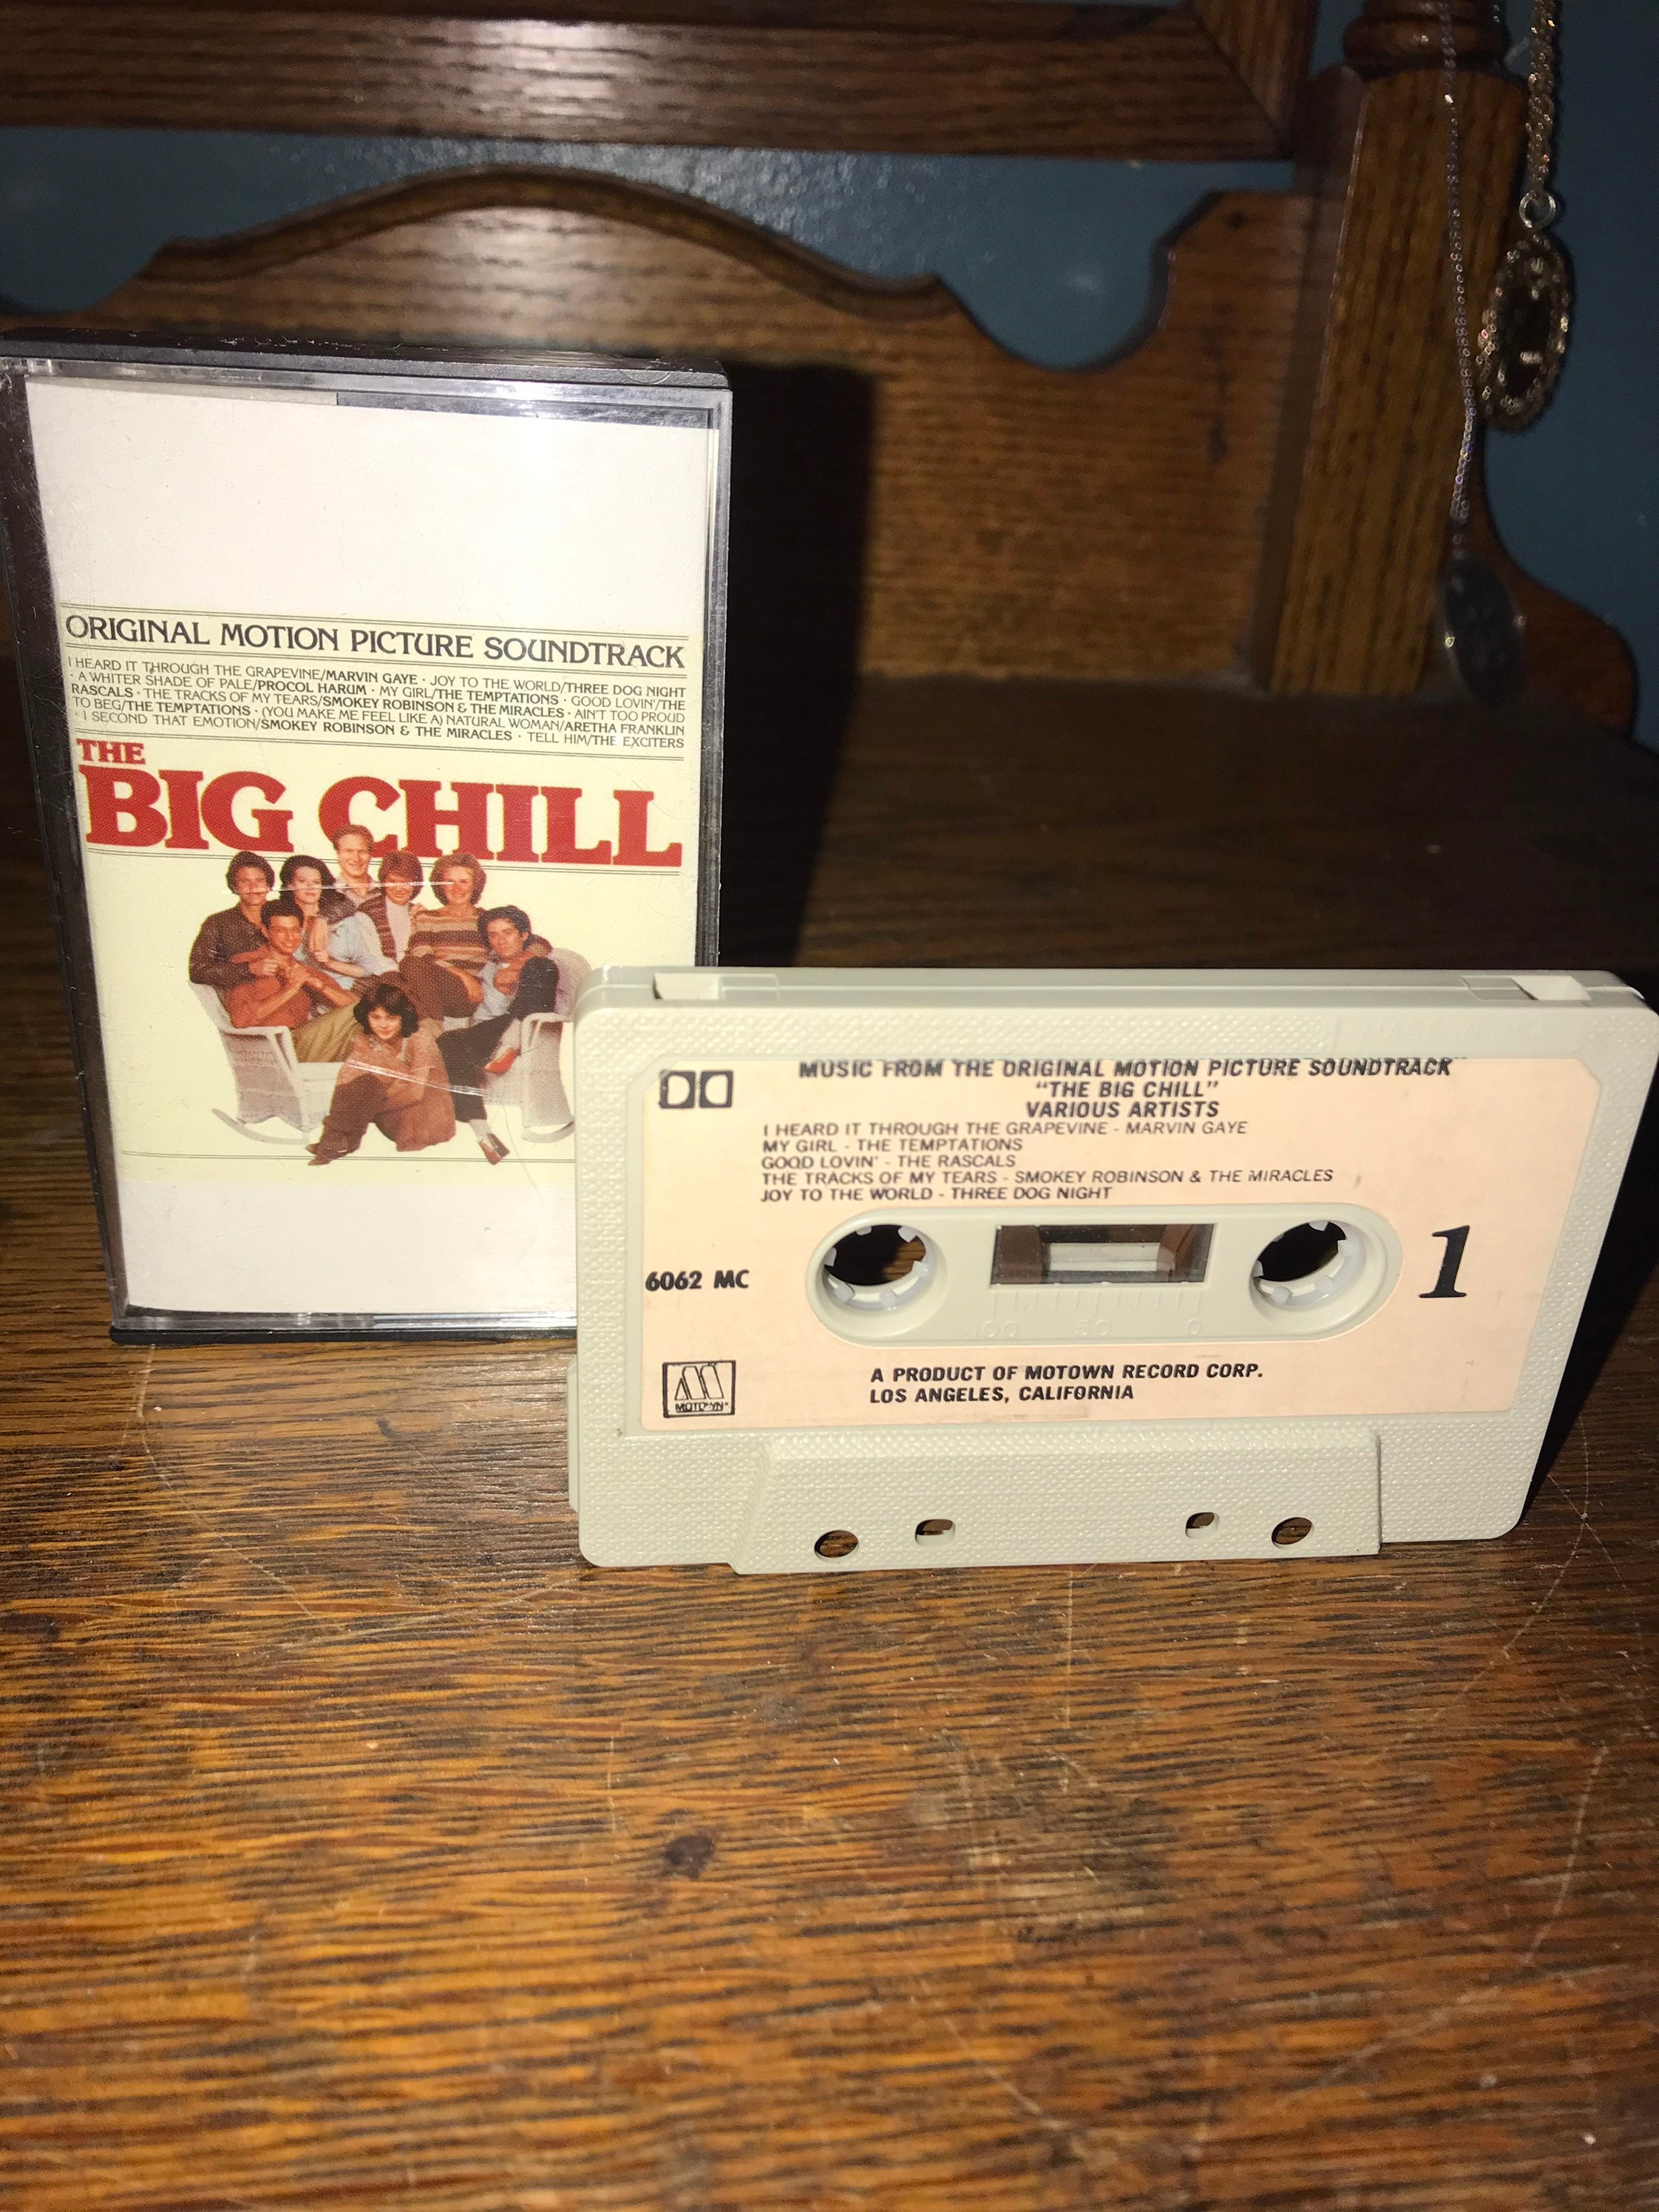 ORIGINAL MOTION PICTURE SOUNDTRACK
I HEARD IT THROUGH THE GRAPEVINE/MARVIN GAYE · JOY TO THE WORLD/THREE DOG NIGHT
· A WHITER SHADE OF PALE/PROCOL HARUM · MY GIRL/THE TEMPTATIONS · GOOD LOVIN'/THE
RASCALS · THE TRACKS OF MY TEARS/SMOKEY ROBINSON & THE MIRACLES · AIN'T TOO PROUD
TO BEG/THE TEMPTATIONS · (YOU MAKE ME FEEL LIKE A) NATURAL WOMAN/ARETHA FRANKLIN
· I SECOND THAT EMOTION/SMOKEY ROBINSON & THE MIRACLES · TELL HIM/THE EXCITERS
THE
BIG CHILL
MUSIC FROM THE ORIGINAL MOTION PICTURE SOUNDTRACK
"THE BIG CHILL"
VARIOUS ARTISTS
I HEARD IT THROUGH THE GRAPEVINE - MARVIN GAYE
MY GIRL - THE TEMPTATIONS
GOOD LOVIN' - THE RASCALS
THE TRACKS OF MY TEARS - SMOKEY ROBINSON & THE MIRACLES
JOY TO THE WORLD - THREE DOG NIGHT
6062 MC
1
100 50 0
A PRODUCT OF MOTOWN RECORD CORP.
LOS ANGELES, CALIFORNIA
MOTOWN